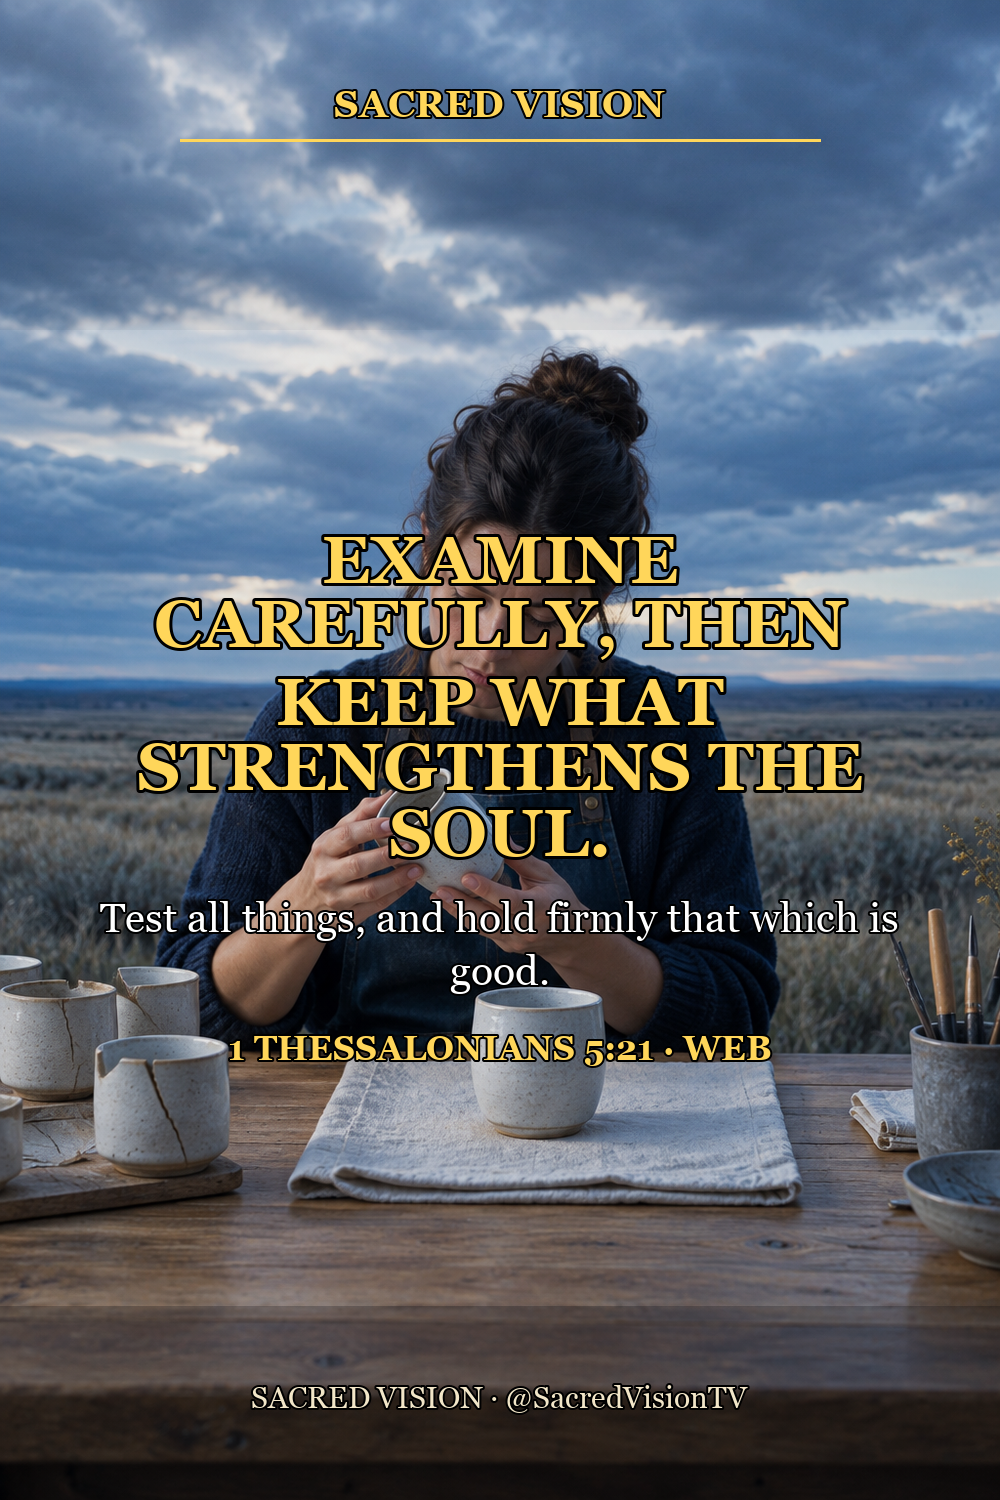 SACRED VISION
EXAMINE
CAREFULLY, THEN
KEEP WHAT
STRENGTHENS THE
SOUL.
Test all things, and hold firmly that which is
good.
1 THESSALONIANS 5:21 · WEB
SACRED VISION · @SacredVisionTV